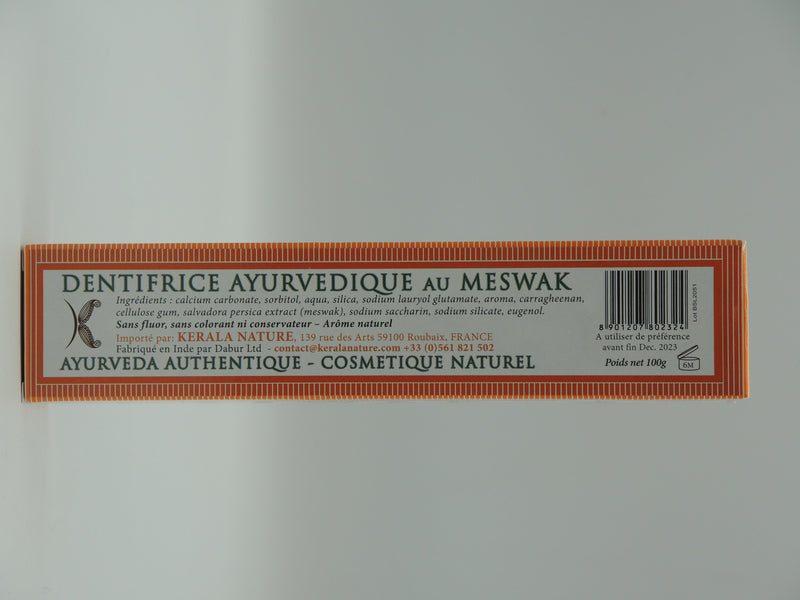 DENTIFRICE AYURVEDIQUE AU MESWAK
Ingrédients : calcium carbonate, sorbitol, aqua, silica, sodium lauryol glutamate, aroma, carragheenan,
cellulose gum, salvadora persica extract (meswak), sodium saccharin, sodium silicate, eugenol.
Sans fluor, sans colorant ni conservateur – Arôme naturel
Importé par: KERALA NATURE, 139 rue des Arts 59100 Roubaix, FRANCE
Fabriqué en Inde par Dabur Ltd - contact@keralanature.com +33 (0)561 821 502
AYURVEDA AUTHENTIQUE - COSMETIQUE NATUREL
8 901207 802324
Lot BSL2051
A utiliser de préférence
avant fin Dec. 2023
Poids net 100g
6M